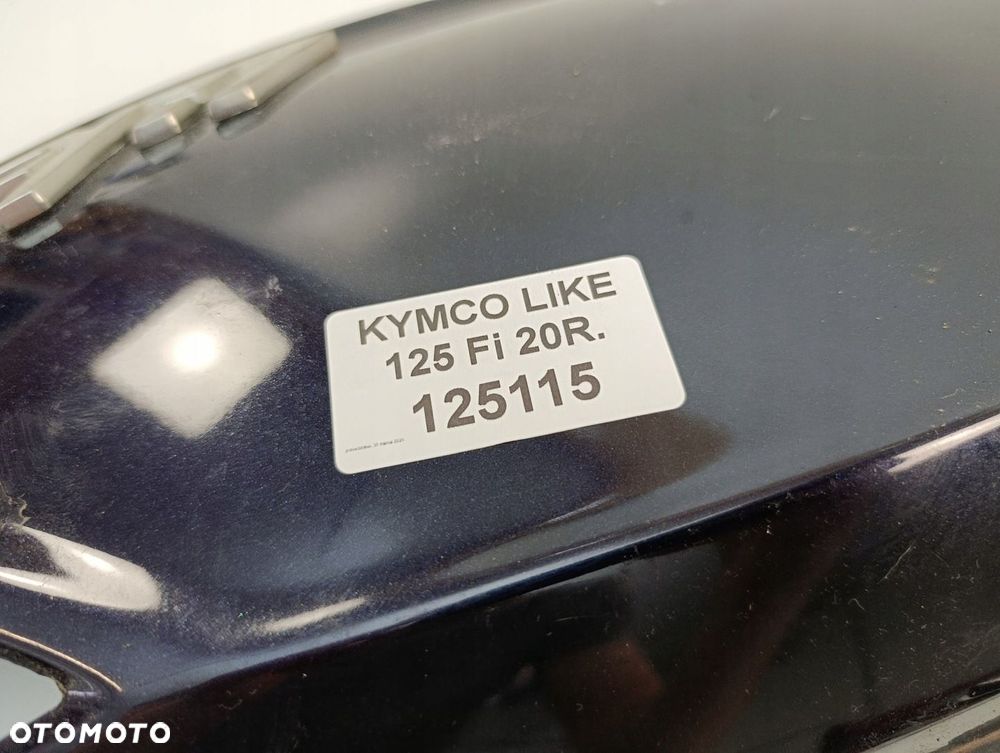 KYMCO LIKE
125 Fi 20R.
125115
OTOMOTO